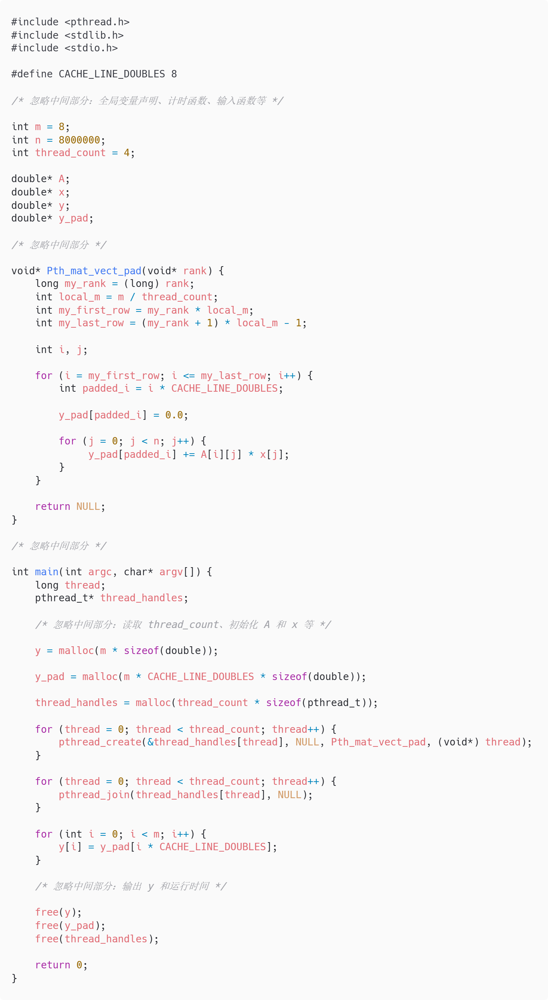 #include <pthread.h>
#include <stdlib.h>
#include <stdio.h>

#define CACHE_LINE_DOUBLES 8

/* 忽略中间部分：全局变量声明、计时函数、输入函数等 */

int m = 8;
int n = 8000000;
int thread_count = 4;

double* A;
double* x;
double* y;
double* y_pad;

/* 忽略中间部分 */

void* Pth_mat_vect_pad(void* rank) {
    long my_rank = (long) rank;
    int local_m = m / thread_count;
    int my_first_row = my_rank * local_m;
    int my_last_row = (my_rank + 1) * local_m - 1;

    int i, j;

    for (i = my_first_row; i <= my_last_row; i++) {
        int padded_i = i * CACHE_LINE_DOUBLES;

        y_pad[padded_i] = 0.0;

        for (j = 0; j < n; j++) {
             y_pad[padded_i] += A[i][j] * x[j];
        }
    }

    return NULL;
}

/* 忽略中间部分 */

int main(int argc, char* argv[]) {
    long thread;
    pthread_t* thread_handles;

    /* 忽略中间部分：读取 thread_count、初始化 A 和 x 等 */

    y = malloc(m * sizeof(double));

    y_pad = malloc(m * CACHE_LINE_DOUBLES * sizeof(double));

    thread_handles = malloc(thread_count * sizeof(pthread_t));

    for (thread = 0; thread < thread_count; thread++) {
        pthread_create(&thread_handles[thread], NULL, Pth_mat_vect_pad, (void*) thread);
    }

    for (thread = 0; thread < thread_count; thread++) {
        pthread_join(thread_handles[thread], NULL);
    }

    for (int i = 0; i < m; i++) {
        y[i] = y_pad[i * CACHE_LINE_DOUBLES];
    }

    /* 忽略中间部分：输出 y 和运行时间 */

    free(y);
    free(y_pad);
    free(thread_handles);

    return 0;
}